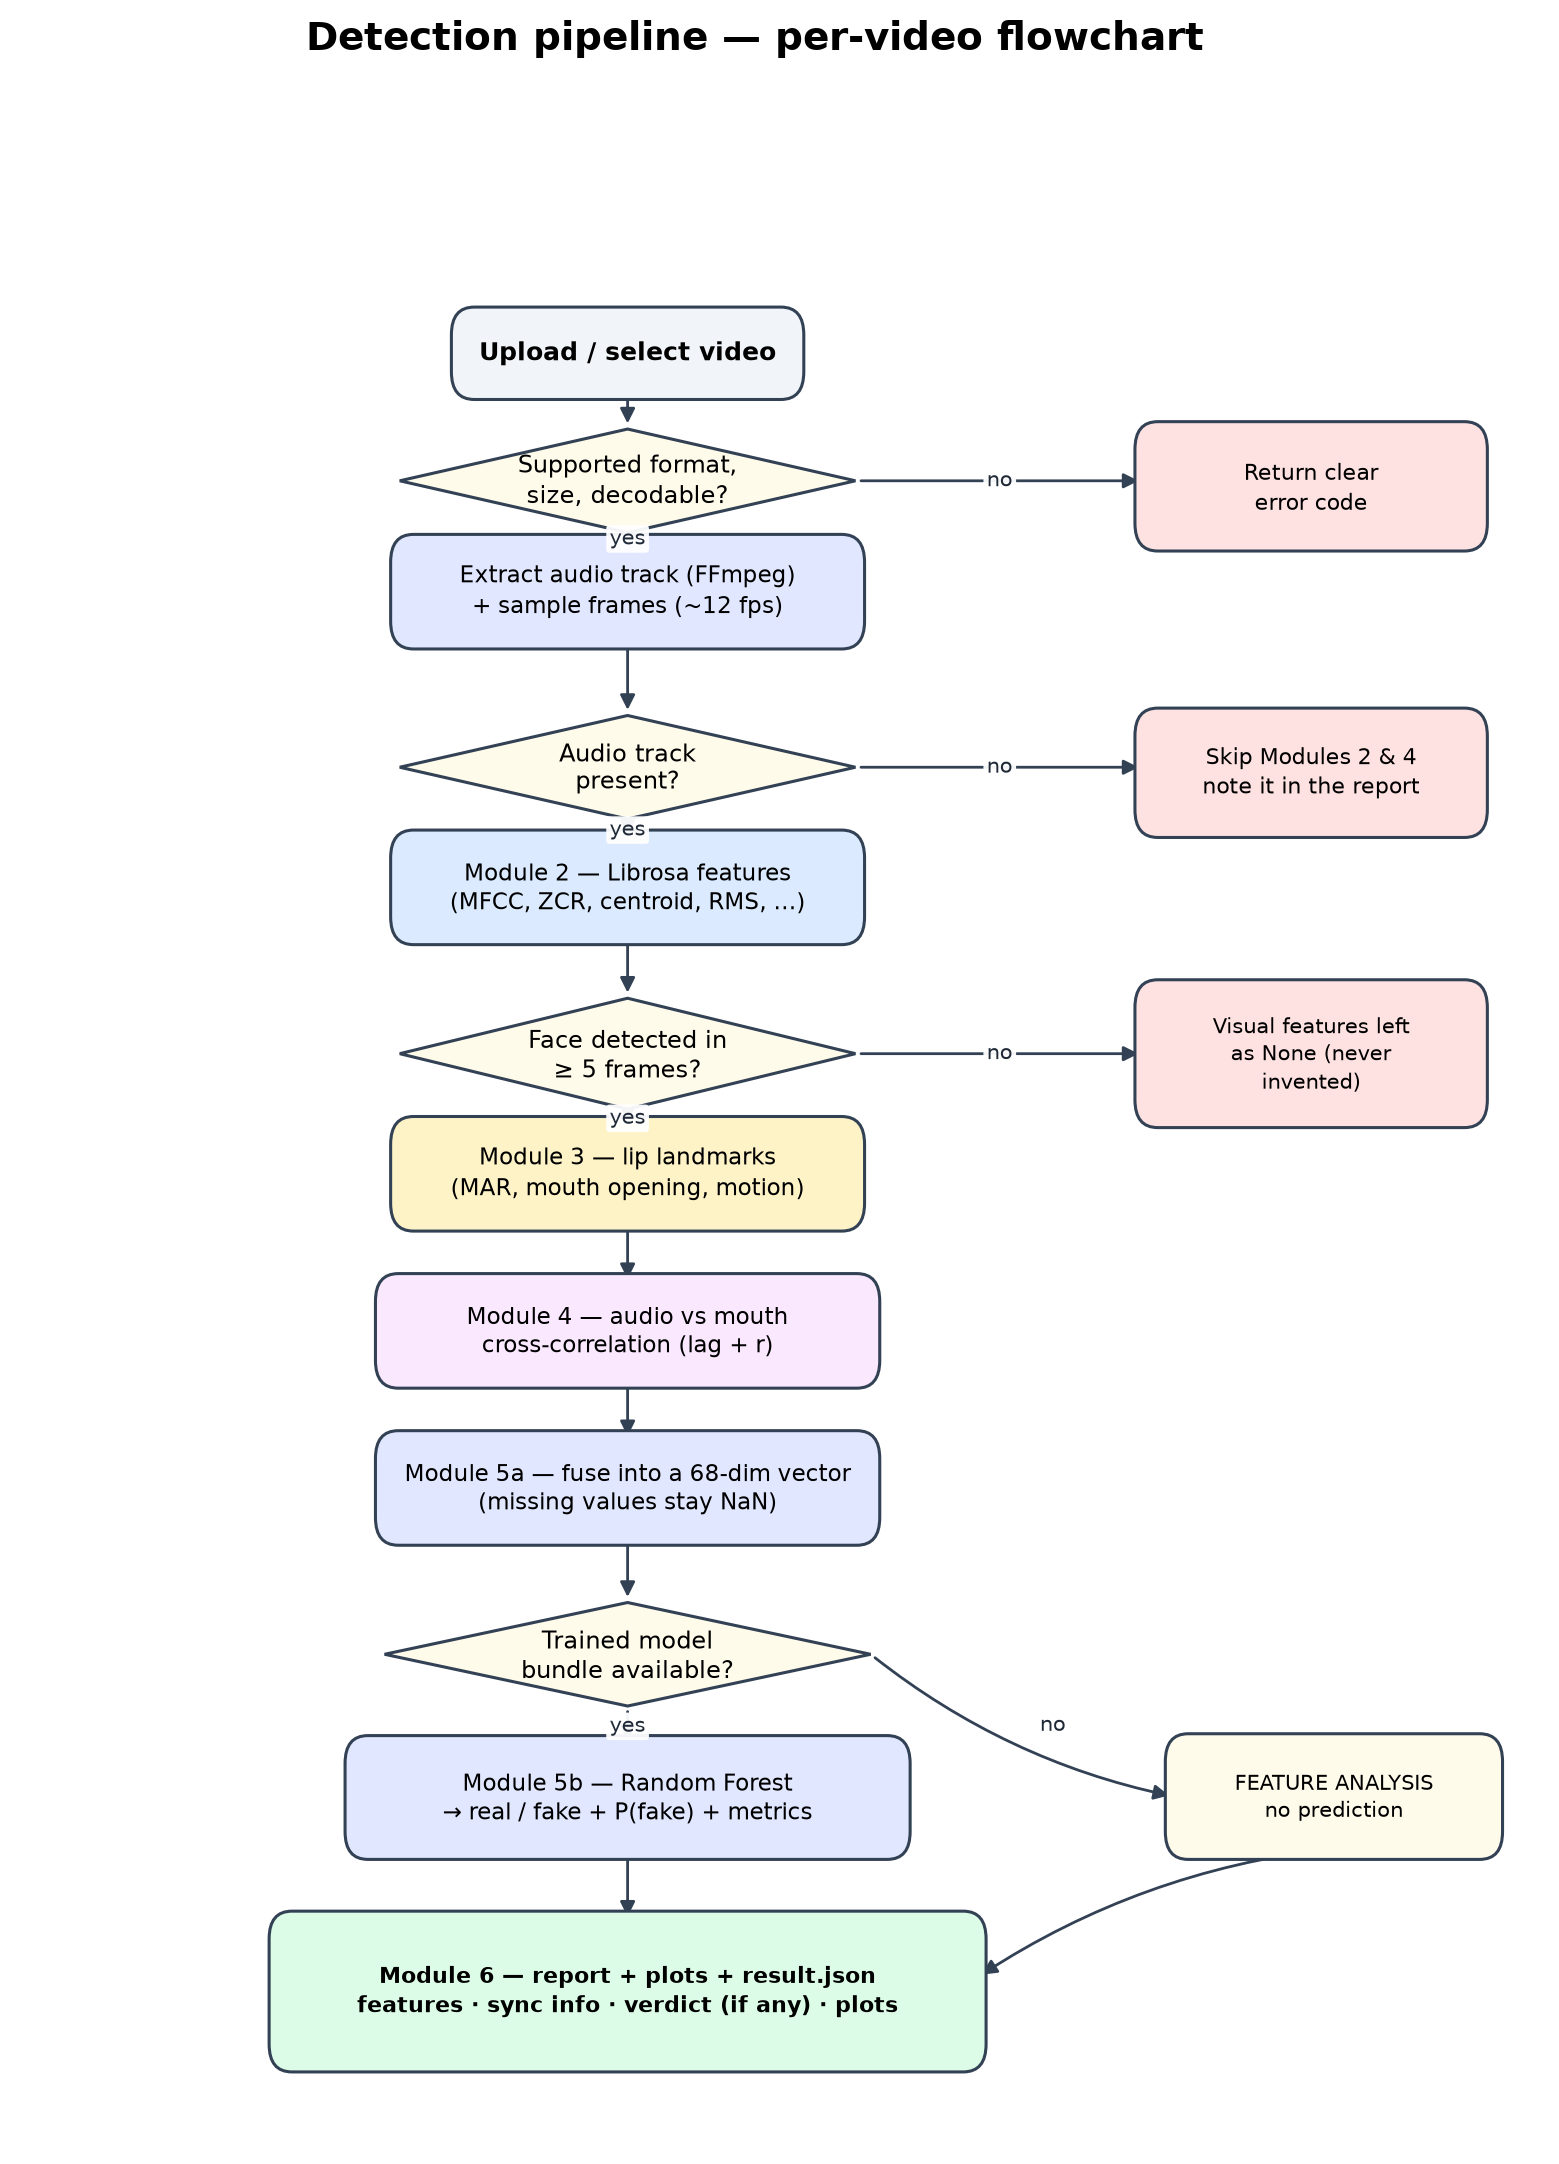 Detection pipeline — per-video flowchart
Upload / select video
Supported format,
size, decodable?
no
Return clear
error code
yes
Extract audio track (FFmpeg)
+ sample frames (~12 fps)
Audio track
present?
no
Skip Modules 2 & 4
note it in the report
yes
Module 2 — Librosa features
(MFCC, ZCR, centroid, RMS, …)
Face detected in
≥ 5 frames?
no
Visual features left
as None (never
invented)
yes
Module 3 — lip landmarks
(MAR, mouth opening, motion)
Module 4 — audio vs mouth
cross-correlation (lag + r)
Module 5a — fuse into a 68-dim vector
(missing values stay NaN)
Trained model
bundle available?
no
yes
Module 5b — Random Forest
→ real / fake + P(fake) + metrics
FEATURE ANALYSIS
no prediction
Module 6 — report + plots + result.json
features · sync info · verdict (if any) · plots